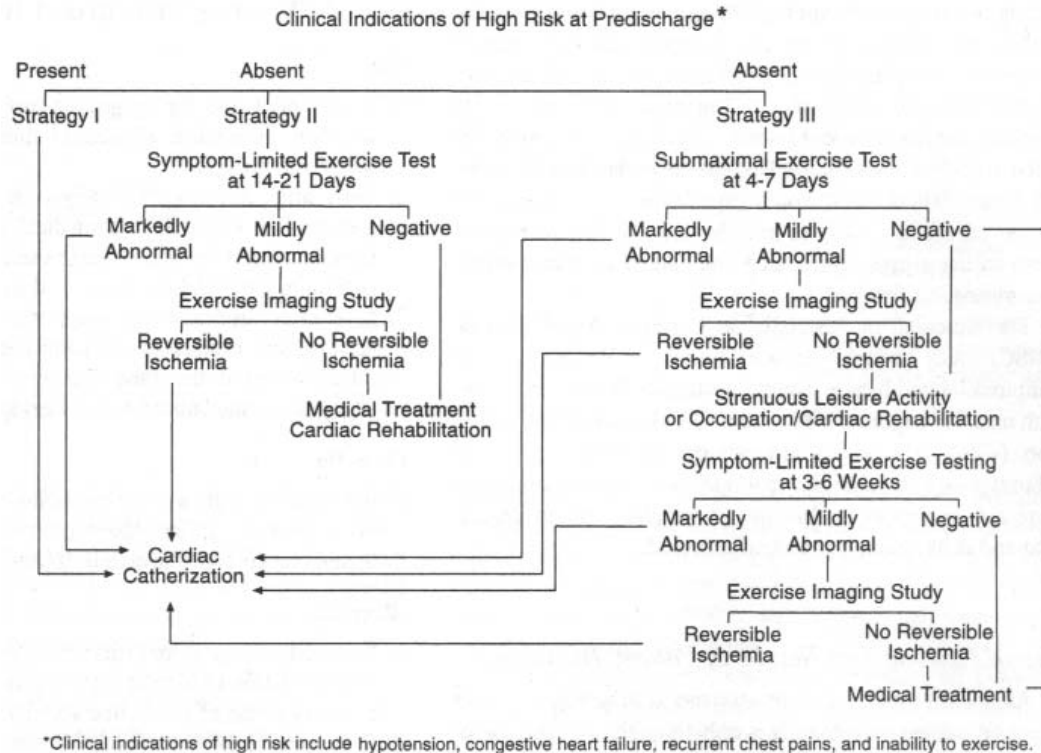 Clinical Indications of High Risk at Predischarge*
Present Absent Absent
Strategy I Strategy II Strategy III
Symptom-Limited Exercise Test
at 14-21 Days
Submaximal Exercise Test
at 4-7 Days
Markedly
Abnormal
Mildly
Abnormal
Negative
Markedly
Abnormal
Mildly
Abnormal
Negative
Exercise Imaging Study
Exercise Imaging Study
Reversible
Ischemia
No Reversible
Ischemia
Reversible
Ischemia
No Reversible
Ischemia
Medical Treatment
Cardiac Rehabilitation
Strenuous Leisure Activity
or Occupation/Cardiac Rehabilitation
Symptom-Limited Exercise Testing
at 3-6 Weeks
Markedly
Abnormal
Mildly
Abnormal
Negative
Cardiac
Catherization
Exercise Imaging Study
Reversible
Ischemia
No Reversible
Ischemia
Medical Treatment
*Clinical indications of high risk include hypotension, congestive heart failure, recurrent chest pains, and inability to exercise.